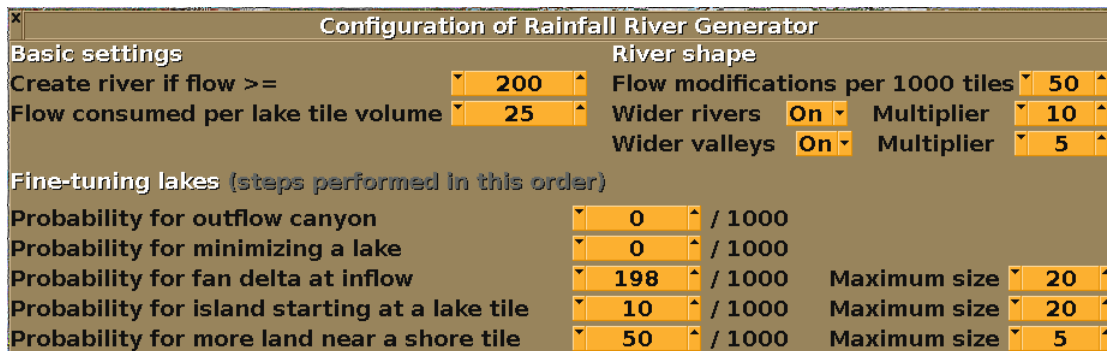 x Configuration of Rainfall River Generator
Basic settings River shape
Create river if flow >= 200 Flow modifications per 1000 tiles 50
Flow consumed per lake tile volume 25 Wider rivers On Multiplier 10
Wider valleys On Multiplier 5
Fine-tuning lakes (steps performed in this order)
Probability for outflow canyon 0 / 1000
Probability for minimizing a lake 0 / 1000
Probability for fan delta at inflow 198 / 1000 Maximum size 20
Probability for island starting at a lake tile 10 / 1000 Maximum size 20
Probability for more land near a shore tile 50 / 1000 Maximum size 5